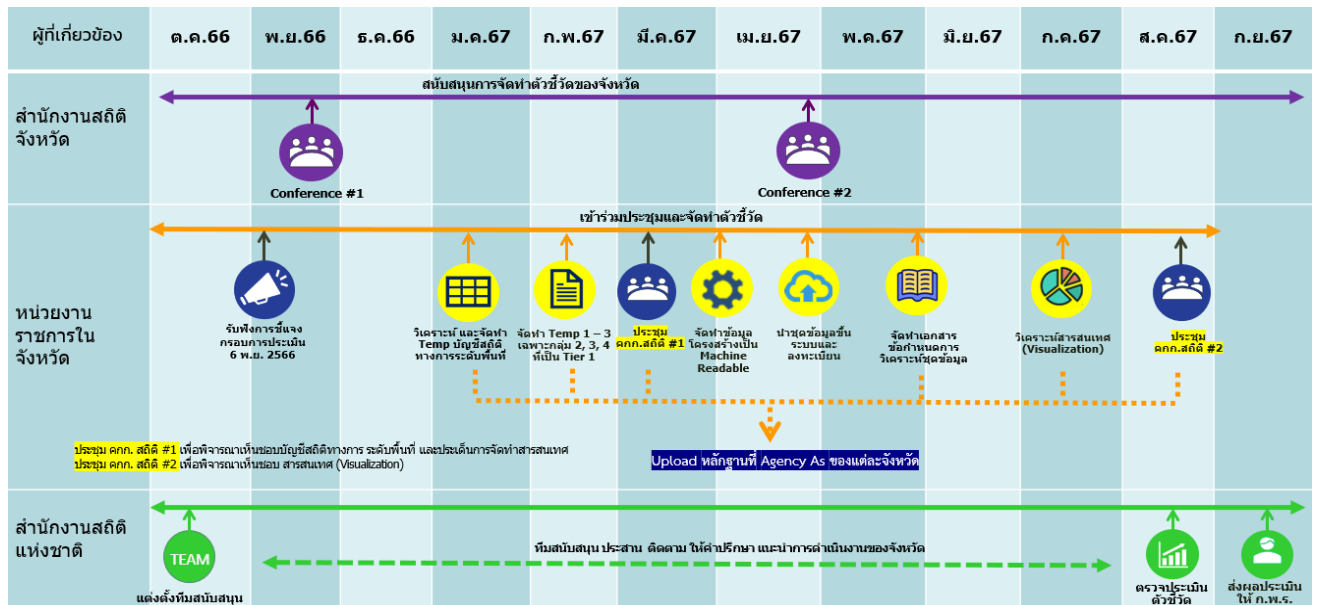 ผู้ที่เกี่ยวข้อง ต.ค.66 พ.ย.66 ธ.ค.66 ม.ค.67 ก.พ.67 มี.ค.67 เม.ย.67 พ.ค.67 มิ.ย.67 ก.ค.67 ส.ค.67 ก.ย.67
สนับสนุนการจัดทำตัวชี้วัดของจังหวัด
สำนักงานสถิติ
จังหวัด
Conference #1
Conference #2
เข้าร่วมประชุมและจัดทำตัวชี้วัด
หน่วยงาน
ราชการใน
จังหวัด
รับฟังการชี้แจง
กรอบการประเมิน
6 พ.ย. 2566
วิเคราะห์ และจัดทำ
Temp บัญชีสถิติ
ทางการระดับพื้นที่
จัดทำ Temp 1 – 3
เฉพาะกลุ่ม 2, 3, 4
ที่เป็น Tier 1
ประชุม
คกก.สถิติ #1
จัดทำข้อมูล
โครงสร้างเป็น
Machine
Readable
นำชุดข้อมูลขึ้น
ระบบและ
ลงทะเบียน
จัดทำเอกสาร
ข้อกำหนดการ
วิเคราะห์ชุดข้อมูล
วิเคราะห์สารสนเทศ
(Visualization)
ประชุม
คกก.สถิติ #2
ประชุม คกก. สถิติ #1 เพื่อพิจารณาเห็นชอบบัญชีสถิติทางการ ระดับพื้นที่ และประเด็นการจัดทำสารสนเทศ
ประชุม คกก. สถิติ #2 เพื่อพิจารณาเห็นชอบ สารสนเทศ (Visualization)
Upload หลักฐานที่ Agency As ของแต่ละจังหวัด
สำนักงานสถิติ
แห่งชาติ
TEAM
แต่งตั้งทีมสนับสนุน
ทีมสนับสนุน ประสาน ติดตาม ให้คำปรึกษา แนะนำการดำเนินงานของจังหวัด
ตรวจประเมิน
ตัวชี้วัด
ส่งผลประเมิน
ให้ ก.พ.ร.